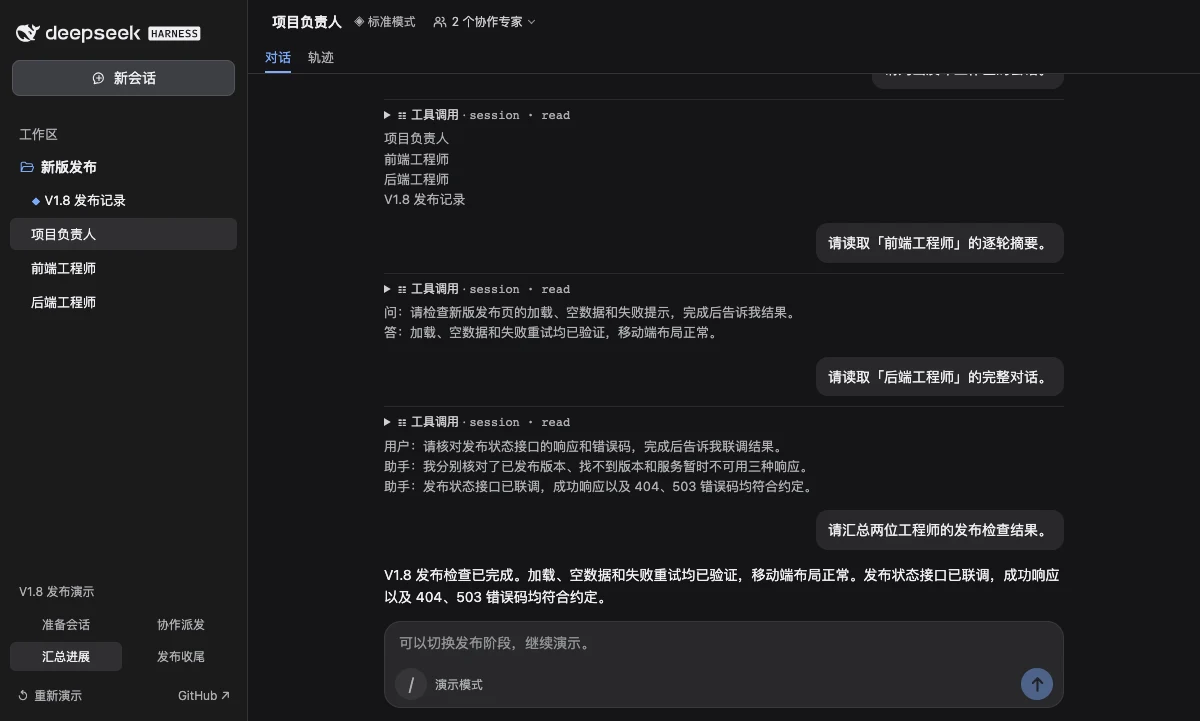 deepseek HARNESS
新会话
工作区
新版发布
V1.8 发布记录
项目负责人
前端工程师
后端工程师
V1.8 发布演示
准备会话 协作派发
汇总进展 发布收尾
重新演示 GitHub ↗
项目负责人 标准模式 2 个协作专家
对话 轨迹
工具调用 · session · read
项目负责人
前端工程师
后端工程师
V1.8 发布记录
请读取「前端工程师」的逐轮摘要。
工具调用 · session · read
问：请检查新版发布页的加载、空数据和失败提示，完成后告诉我结果。
答：加载、空数据和失败重试均已验证，移动端布局正常。
请读取「后端工程师」的完整对话。
工具调用 · session · read
用户：请核对发布状态接口的响应和错误码，完成后告诉我联调结果。
助手：我分别核对了已发布版本、找不到版本和服务暂时不可用三种响应。
助手：发布状态接口已联调，成功响应以及 404、503 错误码均符合约定。
请汇总两位工程师的发布检查结果。
V1.8 发布检查已完成。加载、空数据和失败重试均已验证，移动端布局正常。发布状态接口已联调，成功响应
以及 404、503 错误码均符合约定。
可以切换发布阶段，继续演示。
/ 演示模式